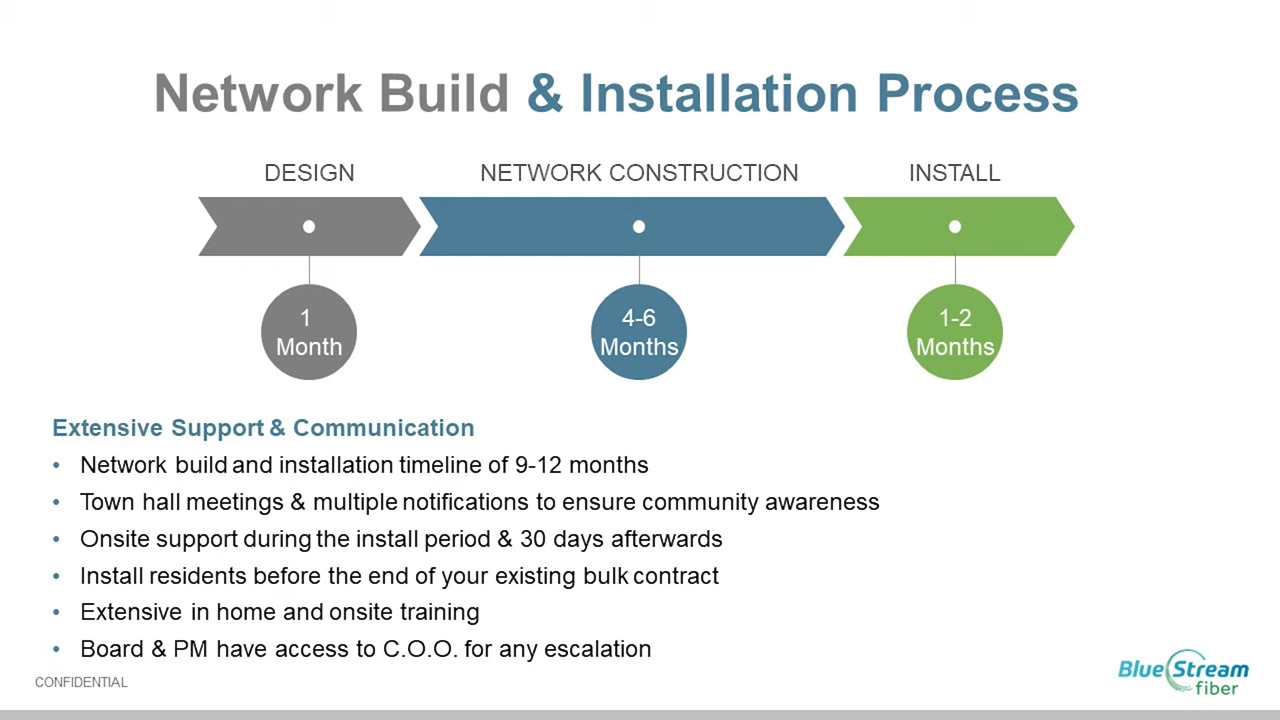 Network Build & Installation Process
DESIGN
NETWORK CONSTRUCTION
INSTALL
1
Month
4-6
Months
1-2
Months
Extensive Support & Communication
• Network build and installation timeline of 9-12 months
• Town hall meetings & multiple notifications to ensure community awareness
• Onsite support during the install period & 30 days afterwards
• Install residents before the end of your existing bulk contract
• Extensive in home and onsite training
• Board & PM have access to C.O.O. for any escalation
CONFIDENTIAL
Blue Stream
fiber